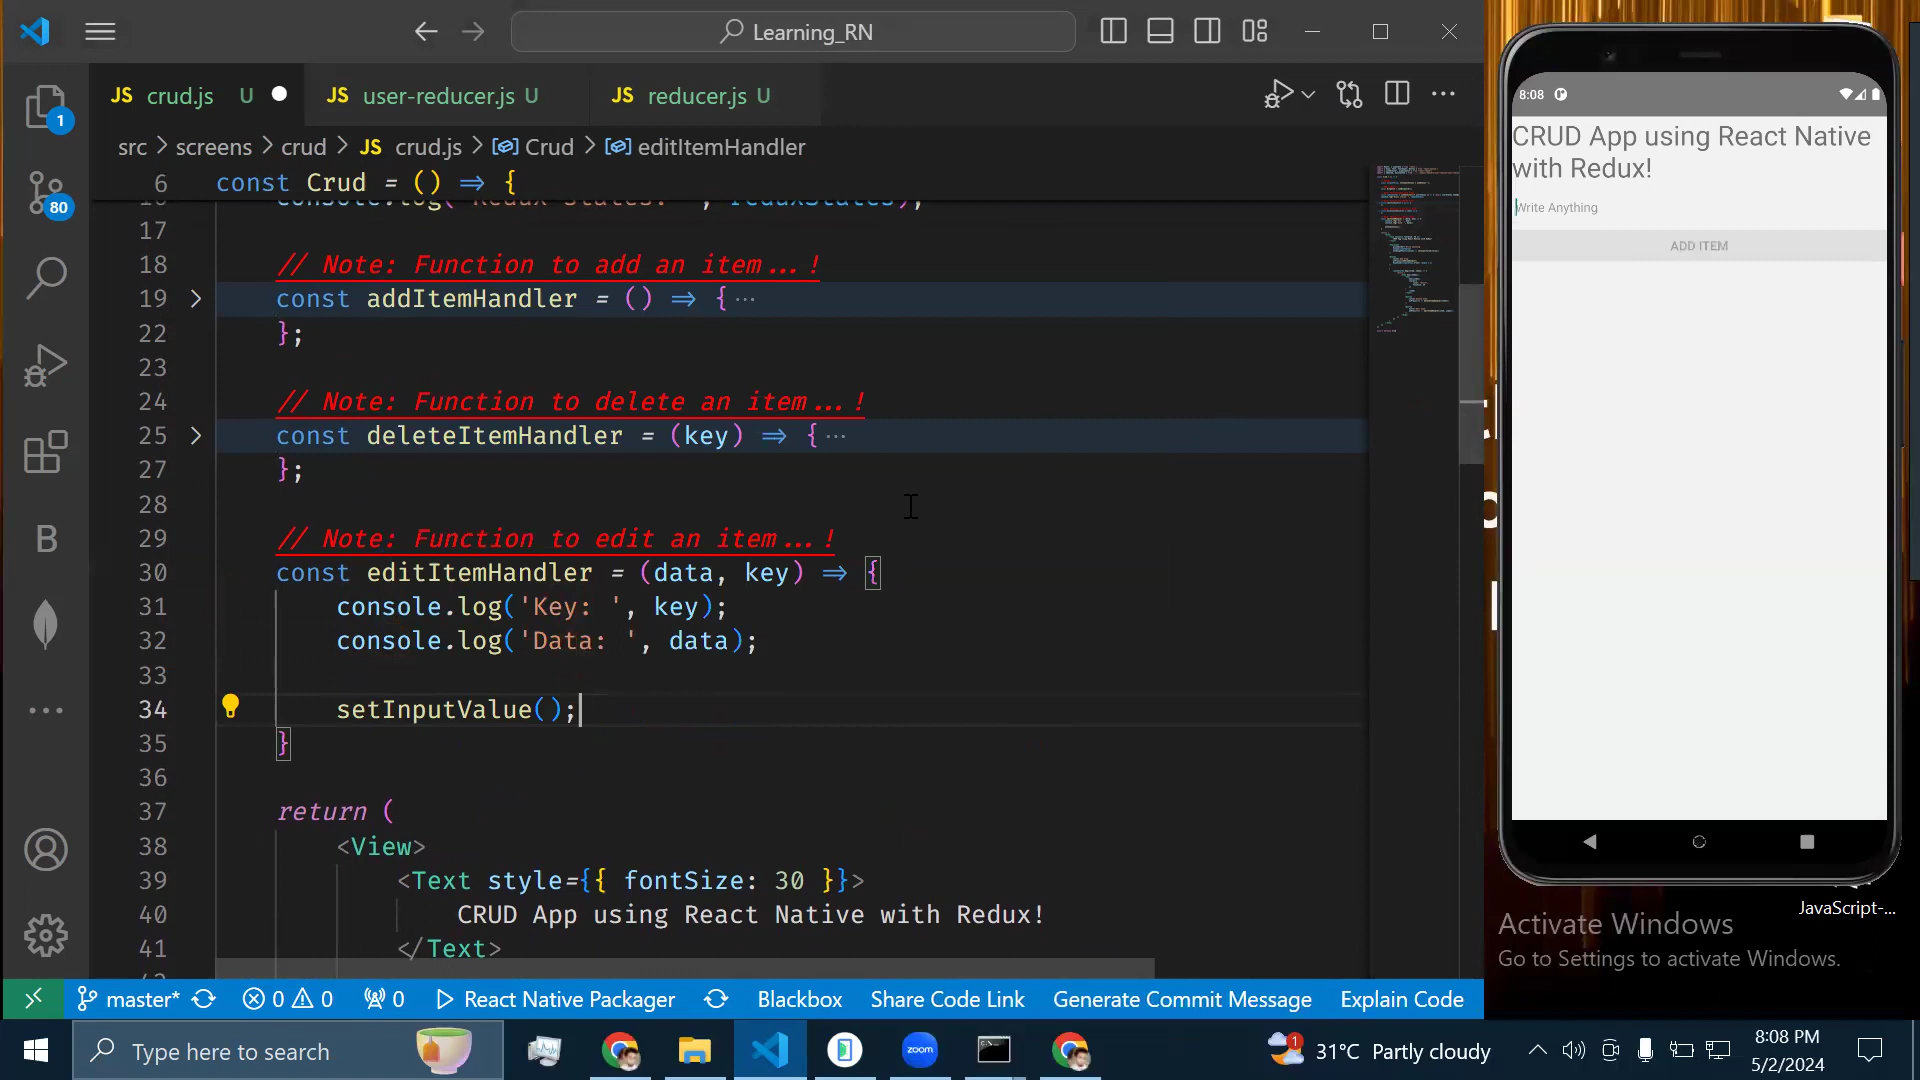 Learning_RN
JS crud.js U
JS user-reducer.js U
JS reducer.js U
src > screens > crud > JS crud.js > Crud > editItemHandler
6 const Crud = () => {
17
18 // Note: Function to add an item...!
19 const addItemHandler = () => {...
22 };
23
24 // Note: Function to delete an item...!
25 const deleteItemHandler = (key) => {...
27 };
28
29 // Note: Function to edit an item...!
30 const editItemHandler = (data, key) => {
31 console.log('Key: ', key);
32 console.log('Data: ', data);
33
34 setInputValue();
35 }
36
37 return (
38 <View>
39 <Text style={{ fontSize: 30 }}>
40 CRUD App using React Native with Redux!
41 </Text>
1
80
B
master* 0 0 0 React Native Packager Blackbox Share Code Link Generate Commit Message Explain Code
8:08
CRUD App using React Native
with Redux!
Write Anything
ADD ITEM
JavaScript-...
Activate Windows
Go to Settings to activate Windows.
Type here to search
zoom
1
31°C Partly cloudy
8:08 PM
5/2/2024